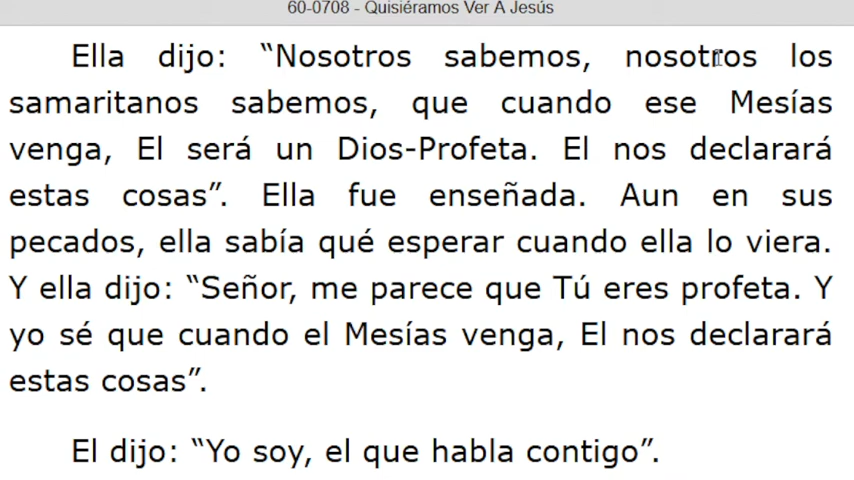 60-0708 - Quisiéramos Ver A Jesús
Ella dijo: “Nosotros sabemos, nosotros los
samaritanos sabemos, que cuando ese Mesías
venga, El será un Dios-Profeta. El nos declarará
estas cosas”. Ella fue enseñada. Aun en sus
pecados, ella sabía qué esperar cuando ella lo viera.
Y ella dijo: “Señor, me parece que Tú eres profeta. Y
yo sé que cuando el Mesías venga, El nos declarará
estas cosas”.
El dijo: “Yo soy, el que habla contigo”.